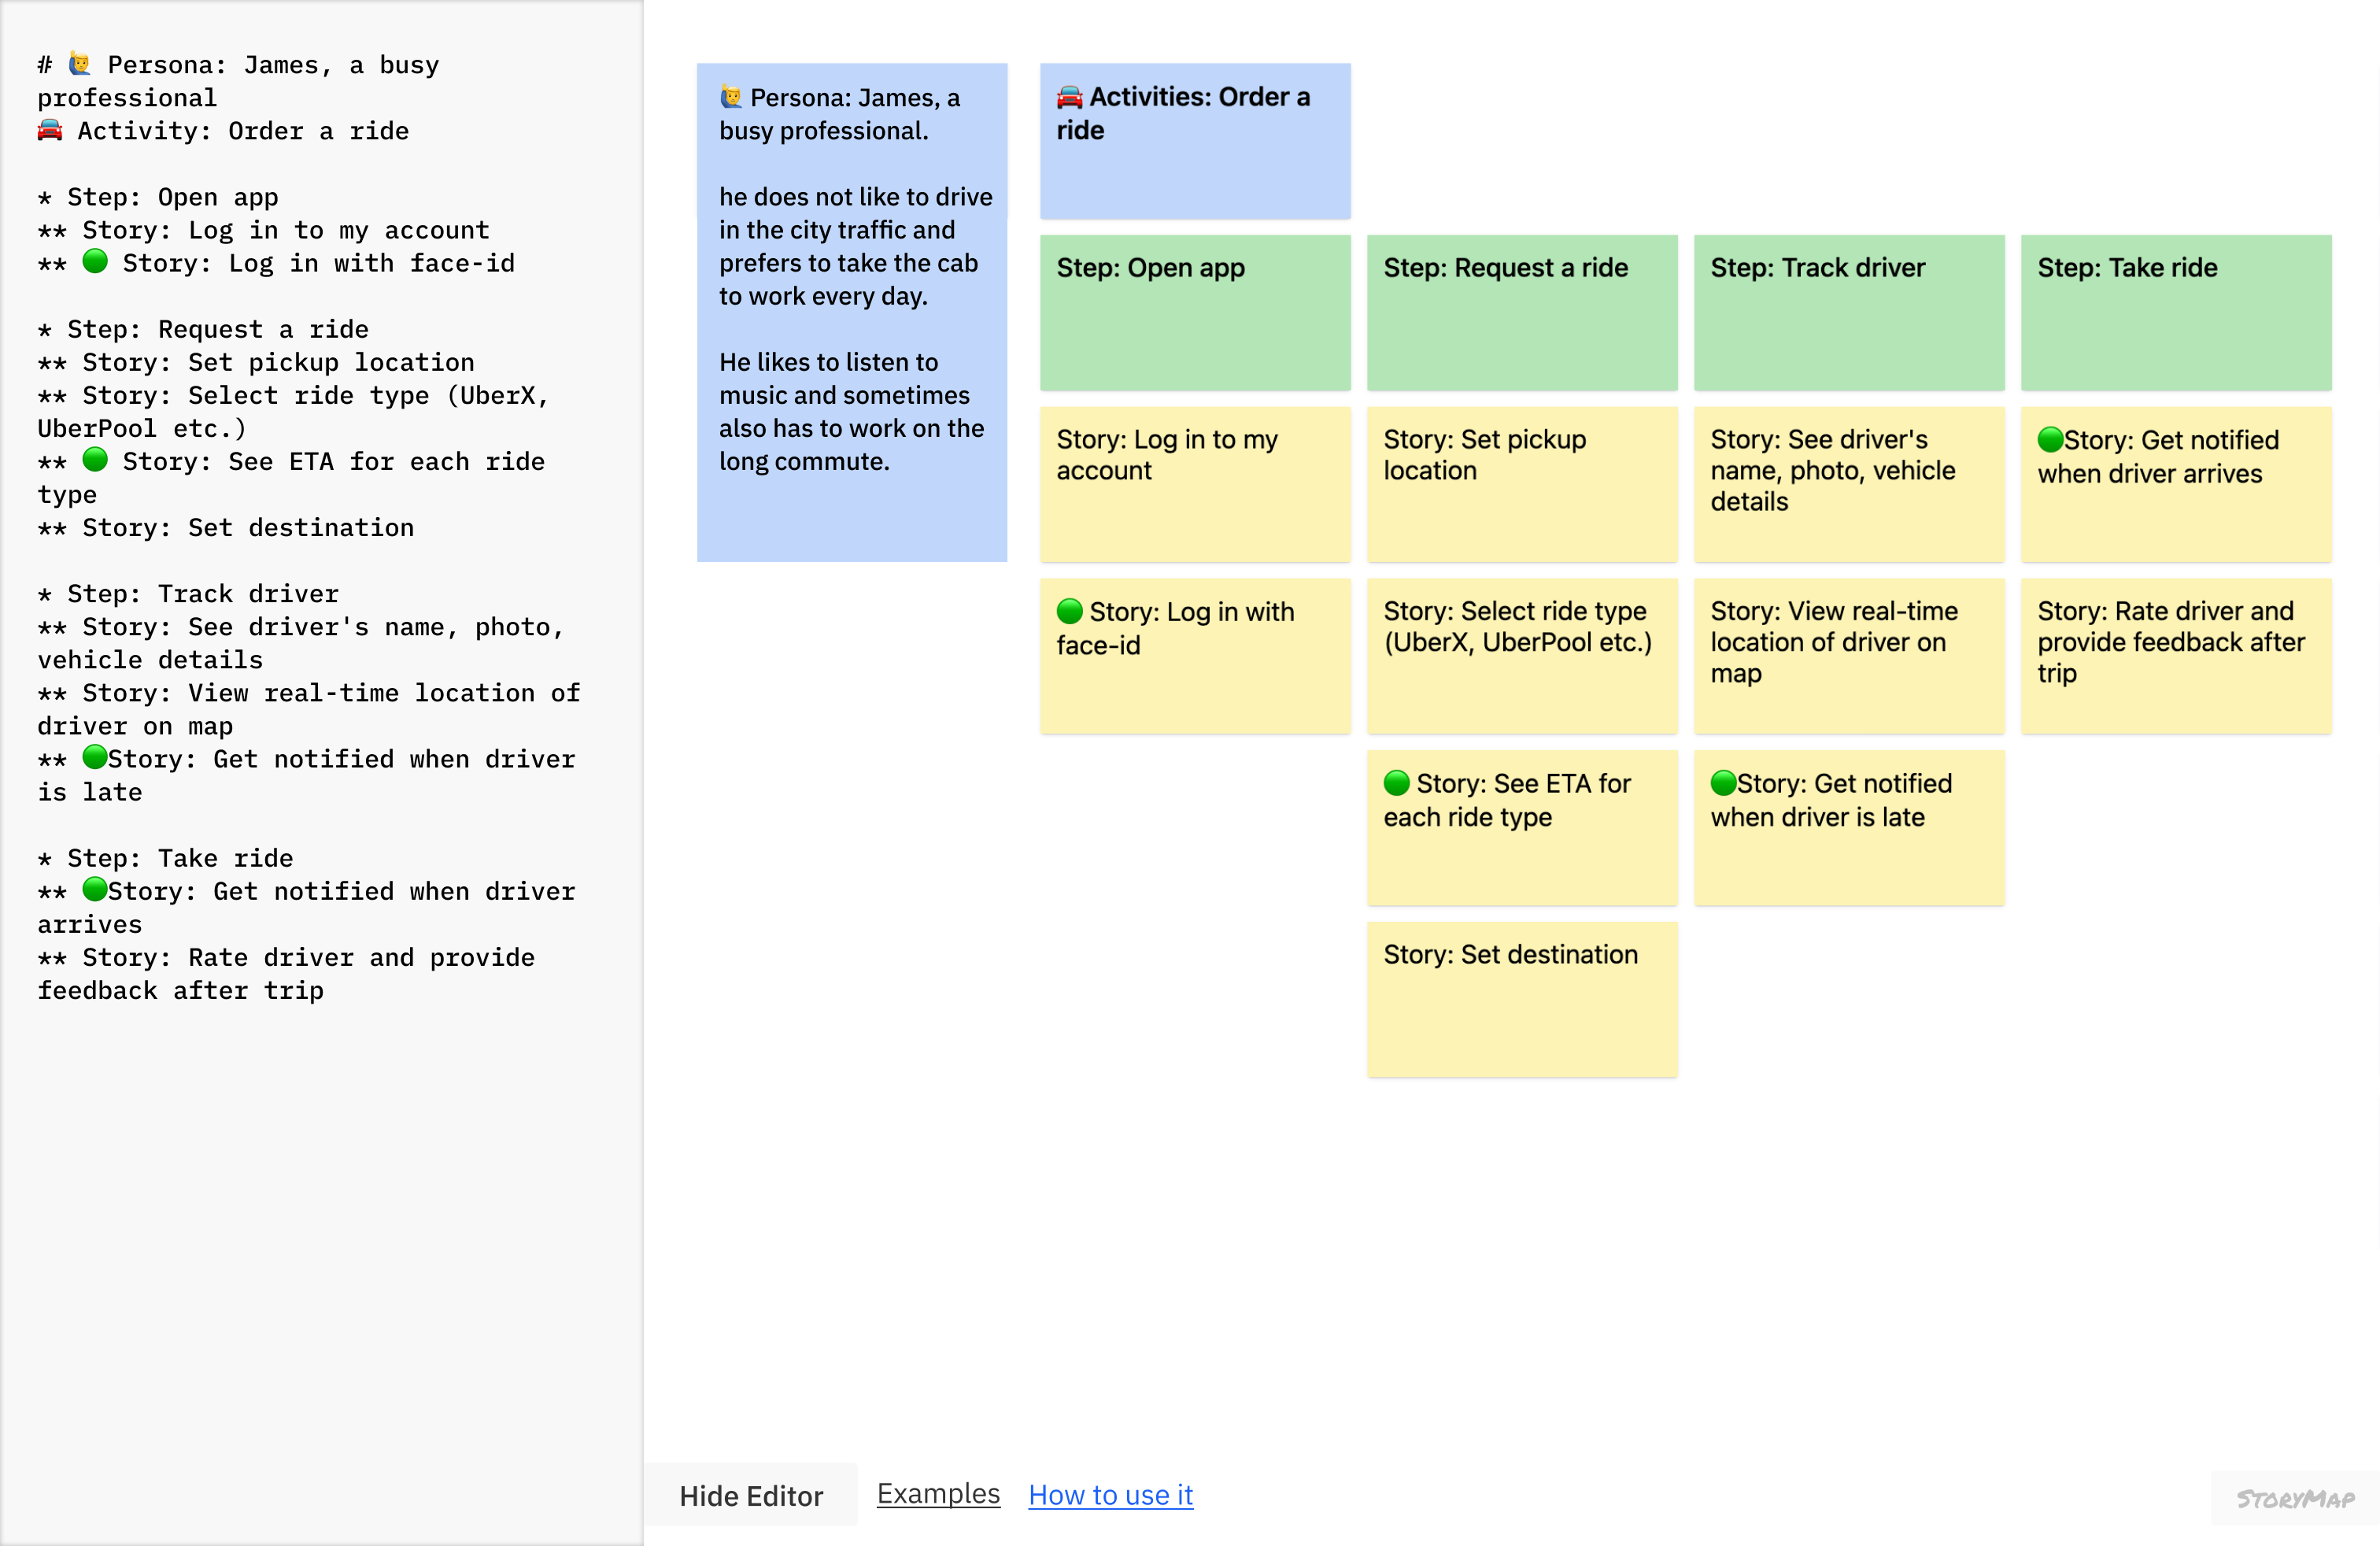 # 🙋‍♂️ Persona: James, a busy
professional
🚘 Activity: Order a ride
* Step: Open app
** Story: Log in to my account
** 🟢 Story: Log in with face-id
* Step: Request a ride
** Story: Set pickup location
** Story: Select ride type (UberX,
UberPool etc.)
** 🟢 Story: See ETA for each ride
type
** Story: Set destination
* Step: Track driver
** Story: See driver's name, photo,
vehicle details
** Story: View real-time location of
driver on map
** 🟢Story: Get notified when driver
is late
* Step: Take ride
** 🟢Story: Get notified when driver
arrives
** Story: Rate driver and provide
feedback after trip
🙋‍♂️ Persona: James, a
busy professional.
he does not like to drive
in the city traffic and
prefers to take the cab
to work every day.
He likes to listen to
music and sometimes
also has to work on the
long commute.
🚘 Activities: Order a
ride
Step: Open app
Step: Request a ride
Step: Track driver
Step: Take ride
Story: Log in to my
account
Story: Set pickup
location
Story: See driver's
name, photo, vehicle
details
🟢Story: Get notified
when driver arrives
🟢 Story: Log in with
face-id
Story: Select ride type
(UberX, UberPool etc.)
Story: View real-time
location of driver on
map
Story: Rate driver and
provide feedback after
trip
🟢 Story: See ETA for
each ride type
🟢Story: Get notified
when driver is late
Story: Set destination
Hide Editor
Examples
How to use it
StoryMap